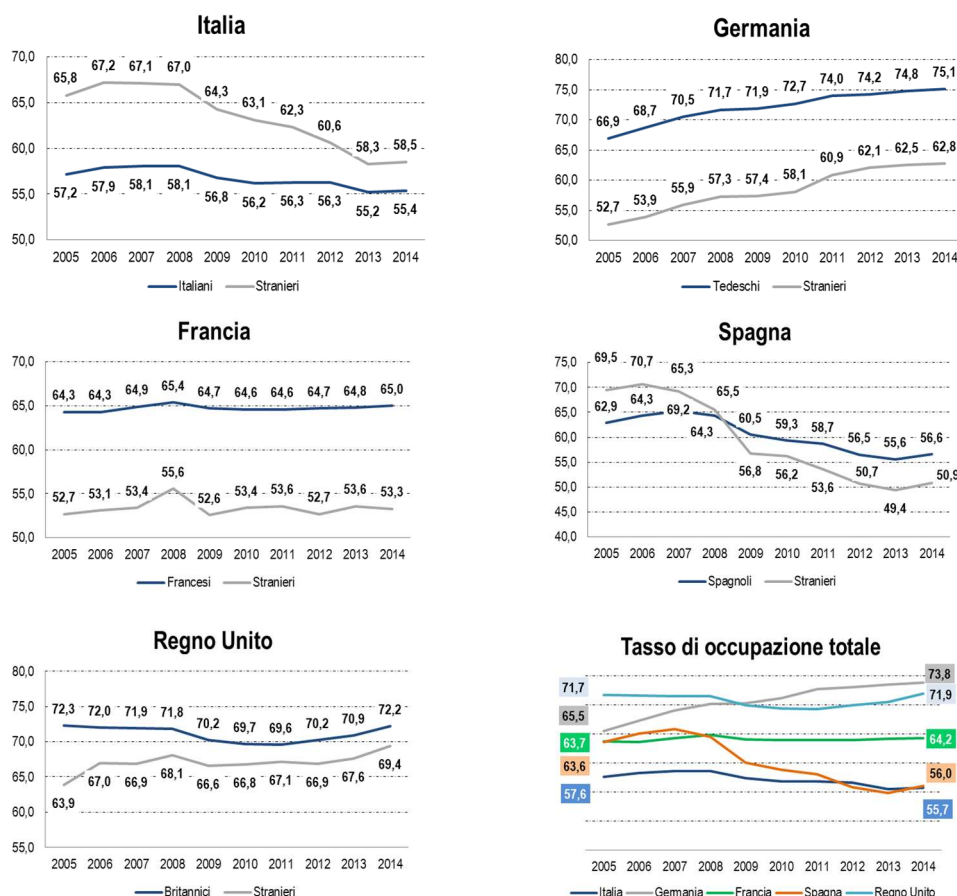 Italia
70,0
65,0
60,0
55,0
50,0
65,8 67,2 67,1 67,0 64,3 63,1 62,3 60,6 58,3 58,5
57,2 57,9 58,1 58,1 56,8 56,2 56,3 56,3 55,2 55,4
2005 2006 2007 2008 2009 2010 2011 2012 2013 2014
Italiani Stranieri
Germania
80,0
75,0
70,0
65,0
60,0
55,0
50,0
66,9 68,7 70,5 71,7 71,9 72,7 74,0 74,2 74,8 75,1
52,7 53,9 55,9 57,3 57,4 58,1 60,9 62,1 62,5 62,8
2005 2006 2007 2008 2009 2010 2011 2012 2013 2014
Tedeschi Stranieri
Francia
70,0
65,0
60,0
55,0
50,0
64,3 64,3 64,9 65,4 64,7 64,6 64,6 64,7 64,8 65,0
52,7 53,1 53,4 55,6 52,6 53,4 53,6 52,7 53,6 53,3
2005 2006 2007 2008 2009 2010 2011 2012 2013 2014
Francesi Stranieri
Spagna
75,0
70,0
65,0
60,0
55,0
50,0
45,0
40,0
69,5 70,7 65,3 65,5 60,5 59,3 58,7 56,5 55,6 56,6
62,9 64,3 69,2 64,3 56,8 56,2 53,6 50,7 49,4 50,9
2005 2006 2007 2008 2009 2010 2011 2012 2013 2014
Spagnoli Stranieri
Regno Unito
80,0
75,0
70,0
65,0
60,0
55,0
72,3 72,0 71,9 71,8 70,2 69,7 69,6 70,2 70,9 72,2
63,9 67,0 66,9 68,1 66,6 66,8 67,1 66,9 67,6 69,4
2005 2006 2007 2008 2009 2010 2011 2012 2013 2014
Britannici Stranieri
Tasso di occupazione totale
71,7
65,5
63,7
63,6
57,6
73,8
71,9
64,2
56,0
55,7
2005 2006 2007 2008 2009 2010 2011 2012 2013 2014
Italia Germania Francia Spagna Regno Unito